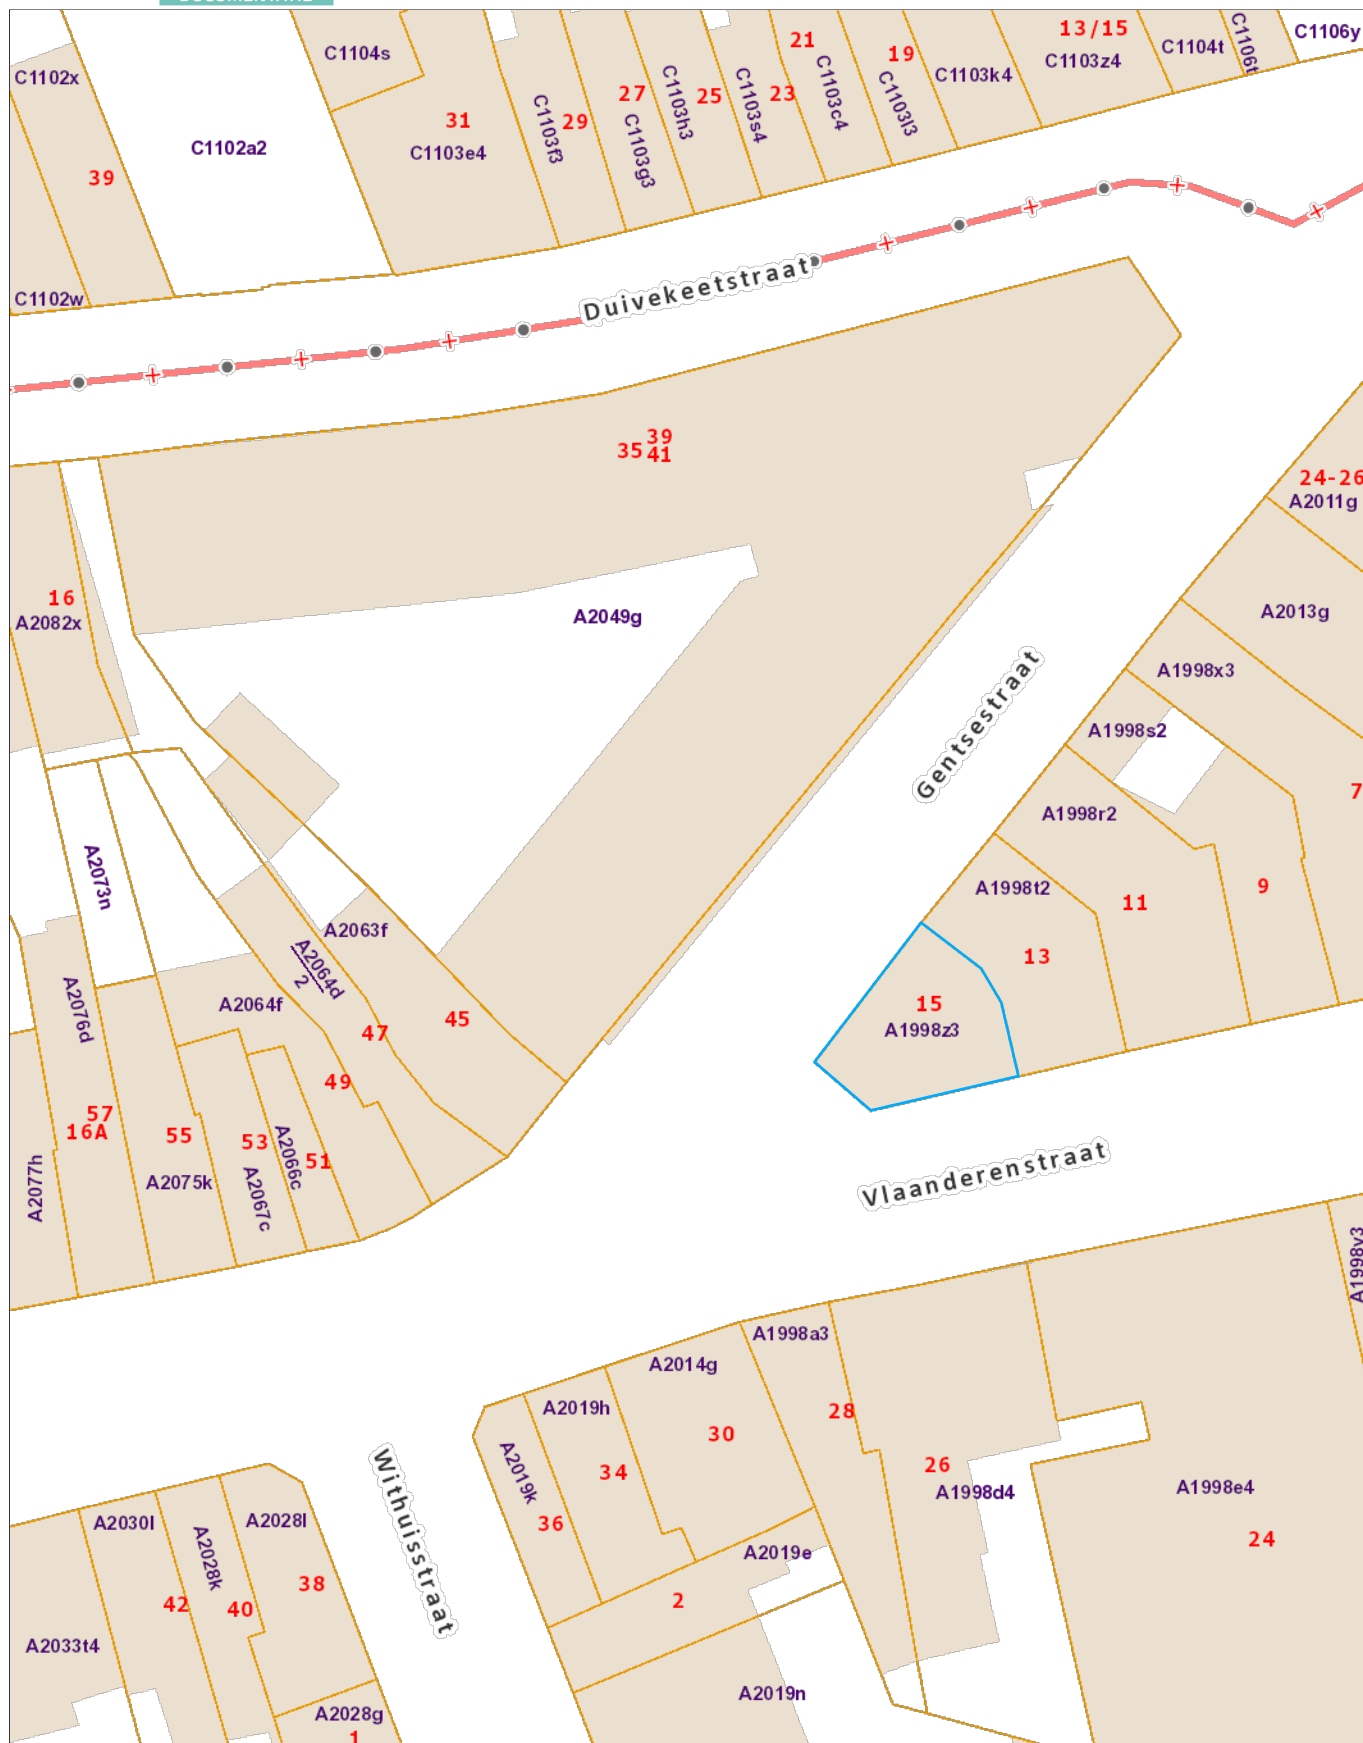 C1106y
13/15
C1106t
C1104s
21
19
C1104t
C1103z4
C1102x
C1103k4
27
25
23
C1103h3
C1103s4
C1103c4
C1103l3
31
C1103f3
29
C1102a2
C1103e4
C1103g3
39
C1102w
Duivekeetstraat
39
35
41
24-26
A2011g
16
A2082x
A2049g
A2013g
Gentsestraat
A1998x3
A1998s2
7
A1998r2
A2073n
A1998t2
9
11
A2063f
A2064d
2
13
A2076d
A2064f
15
45
47
A1998z3
49
57
16A
55
53
A2066c
51
A2077h
A2075k
A2067c
Vlaanderenstraat
A1998v3
A1998a3
A2014g
A2019h
28
30
A2019k
34
26
A1998d4
A1998e4
36
24
Withuisstraat
A2030l
A2028k
A2028l
A2019e
38
42
40
2
A2033t4
A2019n
A2028g
1